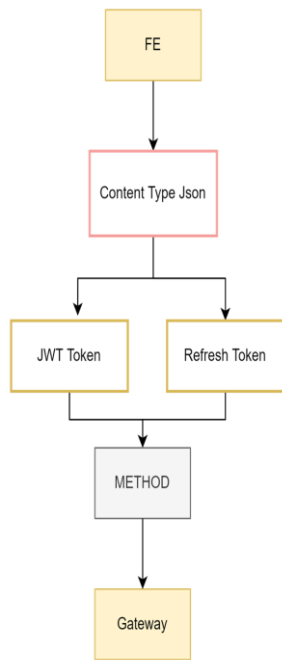 FE
Content Type Json
JWT Token
Refresh Token
METHOD
Gateway